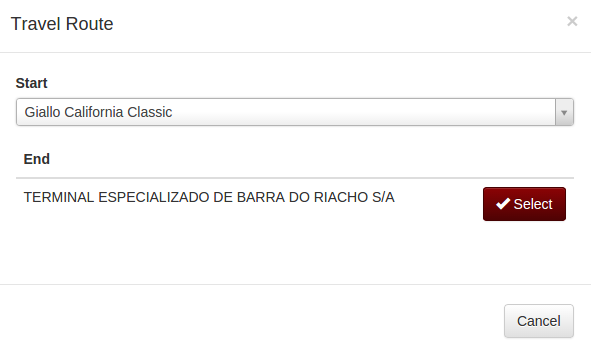 Travel Route
×
Start
Giallo California Classic
End
TERMINAL ESPECIALIZADO DE BARRA DO RIACHO S/A
Select
Cancel